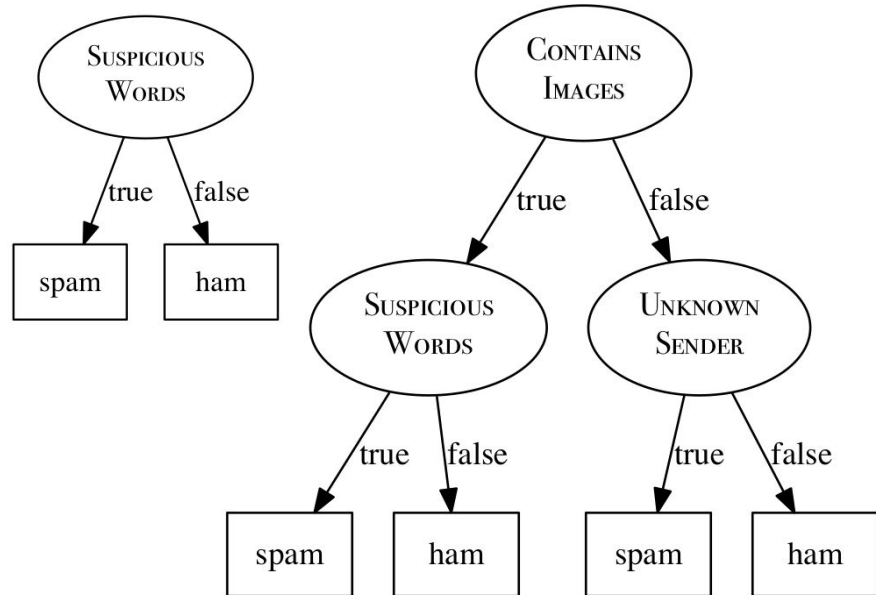 Suspicious
Words
true
false
spam
ham
Contains
Images
true
false
Suspicious
Words
Unknown
Sender
true
false
true
false
spam
ham
spam
ham